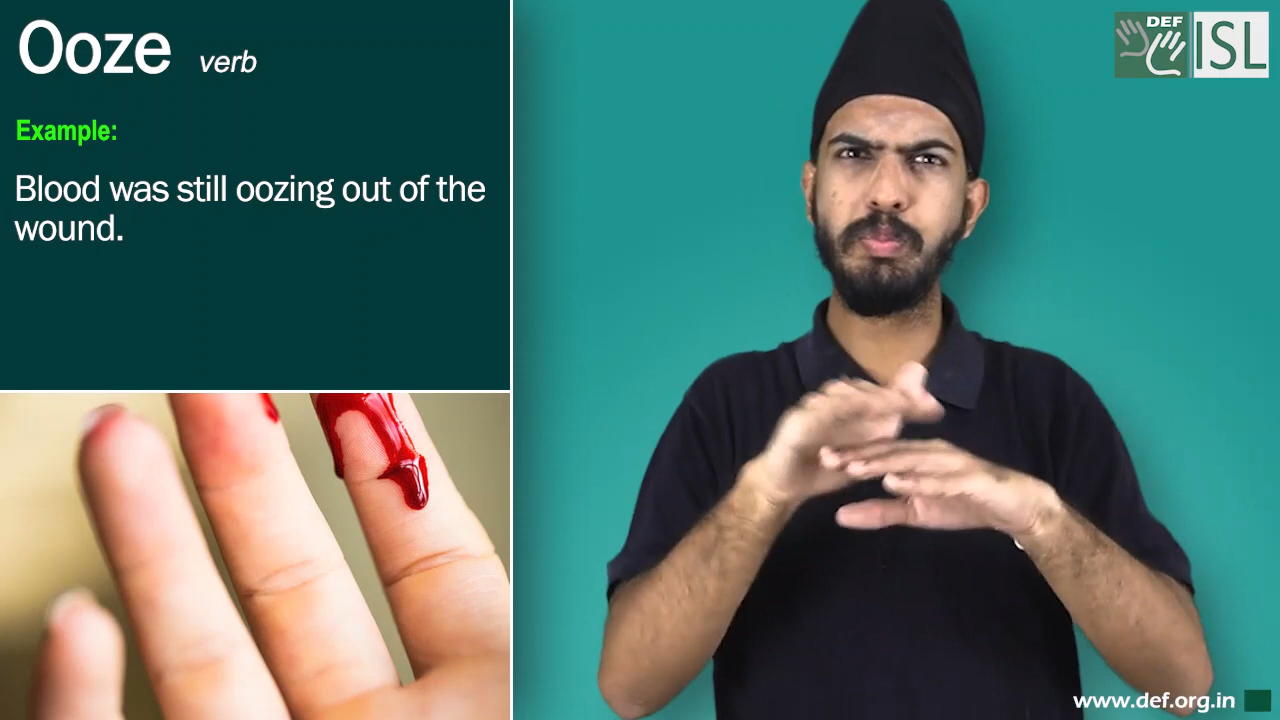 Ooze verb
Example:
Blood was still oozing out of the
wound.
DEF
ISL
www.def.org.in